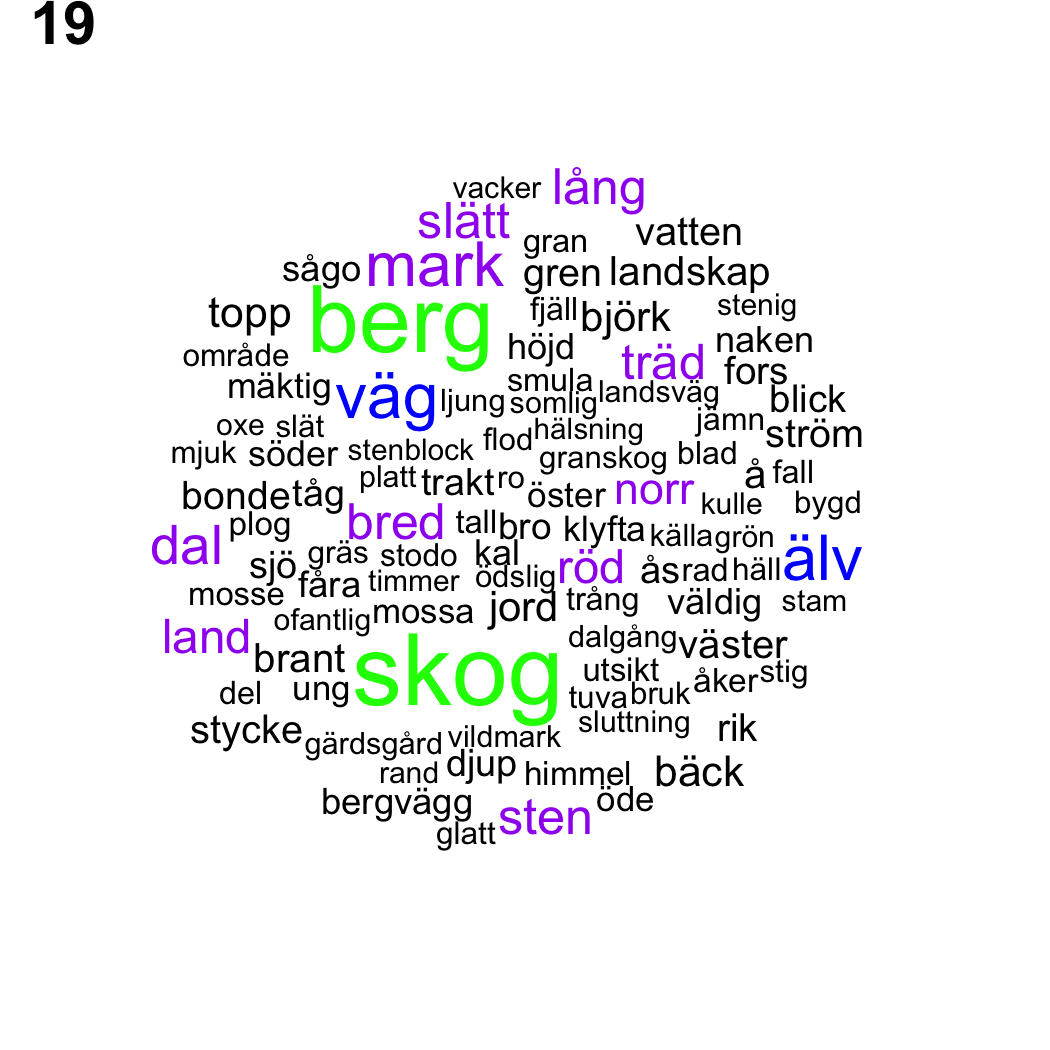 19
vacker lång
slätt gran vatten
sågo mark gren landskap
topp berg fjäll björk stenig
område höjd träd naken
mäktig väg smula fors
ljung somlig landsväg blick
oxe slät flod hälsning jämn ström
mjuk söder stenblock granskog blad å fall
platt trakt ro öster norr kulle bygd
bonde tåg
plog bred tall bro klyfta källa grön
dal sjö gräs stodo kal röd ås rad häll älv
mosse fåra timmer ödslig
ofantlig mossa jord trång väldig stam
land brant skog dalgång väster
del ung utsikt åker stig
tuva bruk
stycke gärdsgård vildmark sluttning rik
rand djup himmel bäck
bergvägg sten öde
glatt